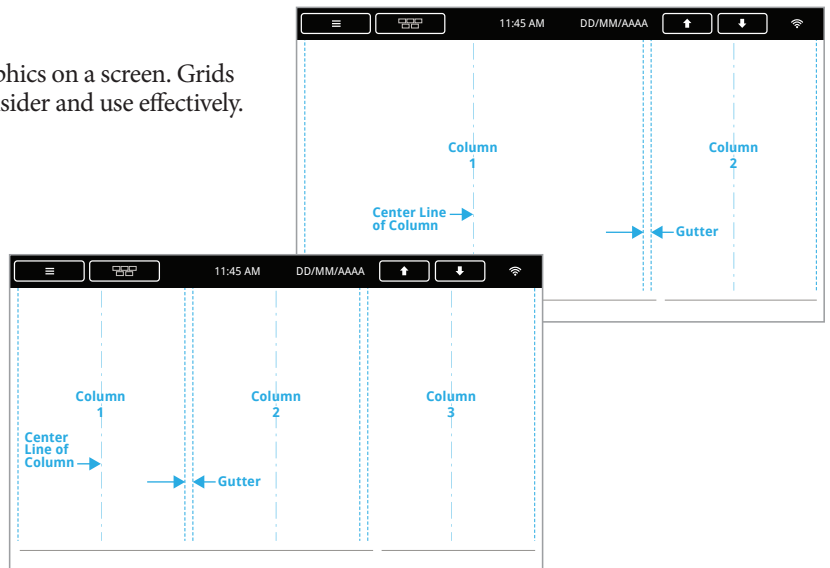 phics on a screen. Grids
sider and use effectively.
11:45 AM DD/MM/AAAA
Column
1
Column
2
Center Line
of Column
Gutter
11:45 AM DD/MM/AAAA
Column
1
Column
2
Column
3
Center
Line of
Column
Gutter